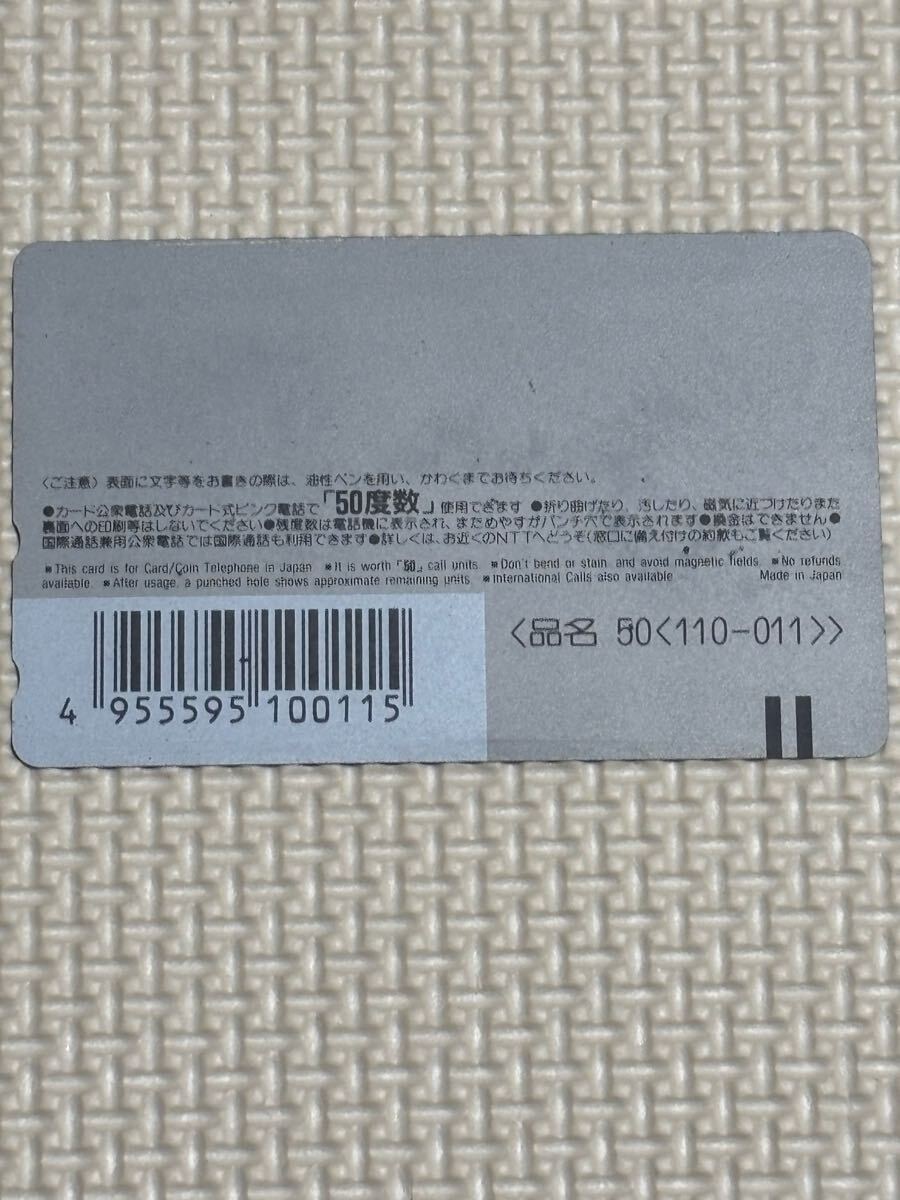 〈ご注意〉表面に文字等をお書きの際は、油性ペンを用い、かわくまでお待ちください。
●カード公衆電話及びカード式ピンク電話で「50度数」使用できます ●折り曲げたり、汚したり、磁気に近づけたりまた
裏面への印刷等はしないでください●残度数は電話機に表示され、まためやすがパンチ穴で表示されます●換金はできません●
国際通話兼用公衆電話では国際通話も利用できます●詳しくは、お近くのNTTへどうぞ(窓口に備え付けの約款もご覧ください)
※This card is for Card/Coin Telephone in Japan ※It is worth「50」call units ※Don't bend or stain, and avoid magnetic fields. ※No refunds
available. ※After usage, a punched hole shows approximate remaining units. ※International Calls also available. Made in Japan
〈品名 50〈110-011〉〉
4 955595 100115